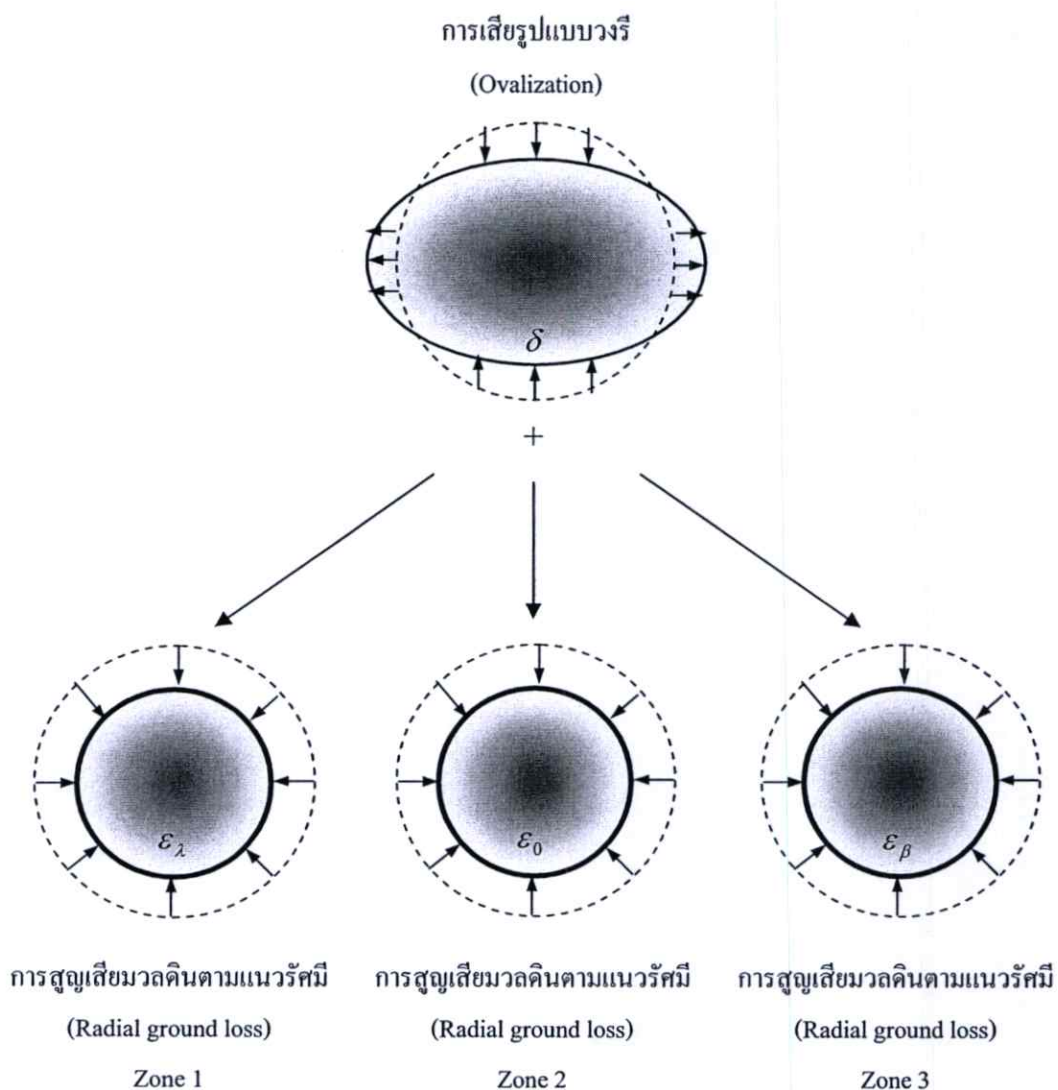 การเสียรูปแบบวงรี
(Ovalization)
δ
+
ε_λ
ε_0
ε_β
การสูญเสียมวลดินตามแนวรัศมี
(Radial ground loss)
Zone 1
การสูญเสียมวลดินตามแนวรัศมี
(Radial ground loss)
Zone 2
การสูญเสียมวลดินตามแนวรัศมี
(Radial ground loss)
Zone 3